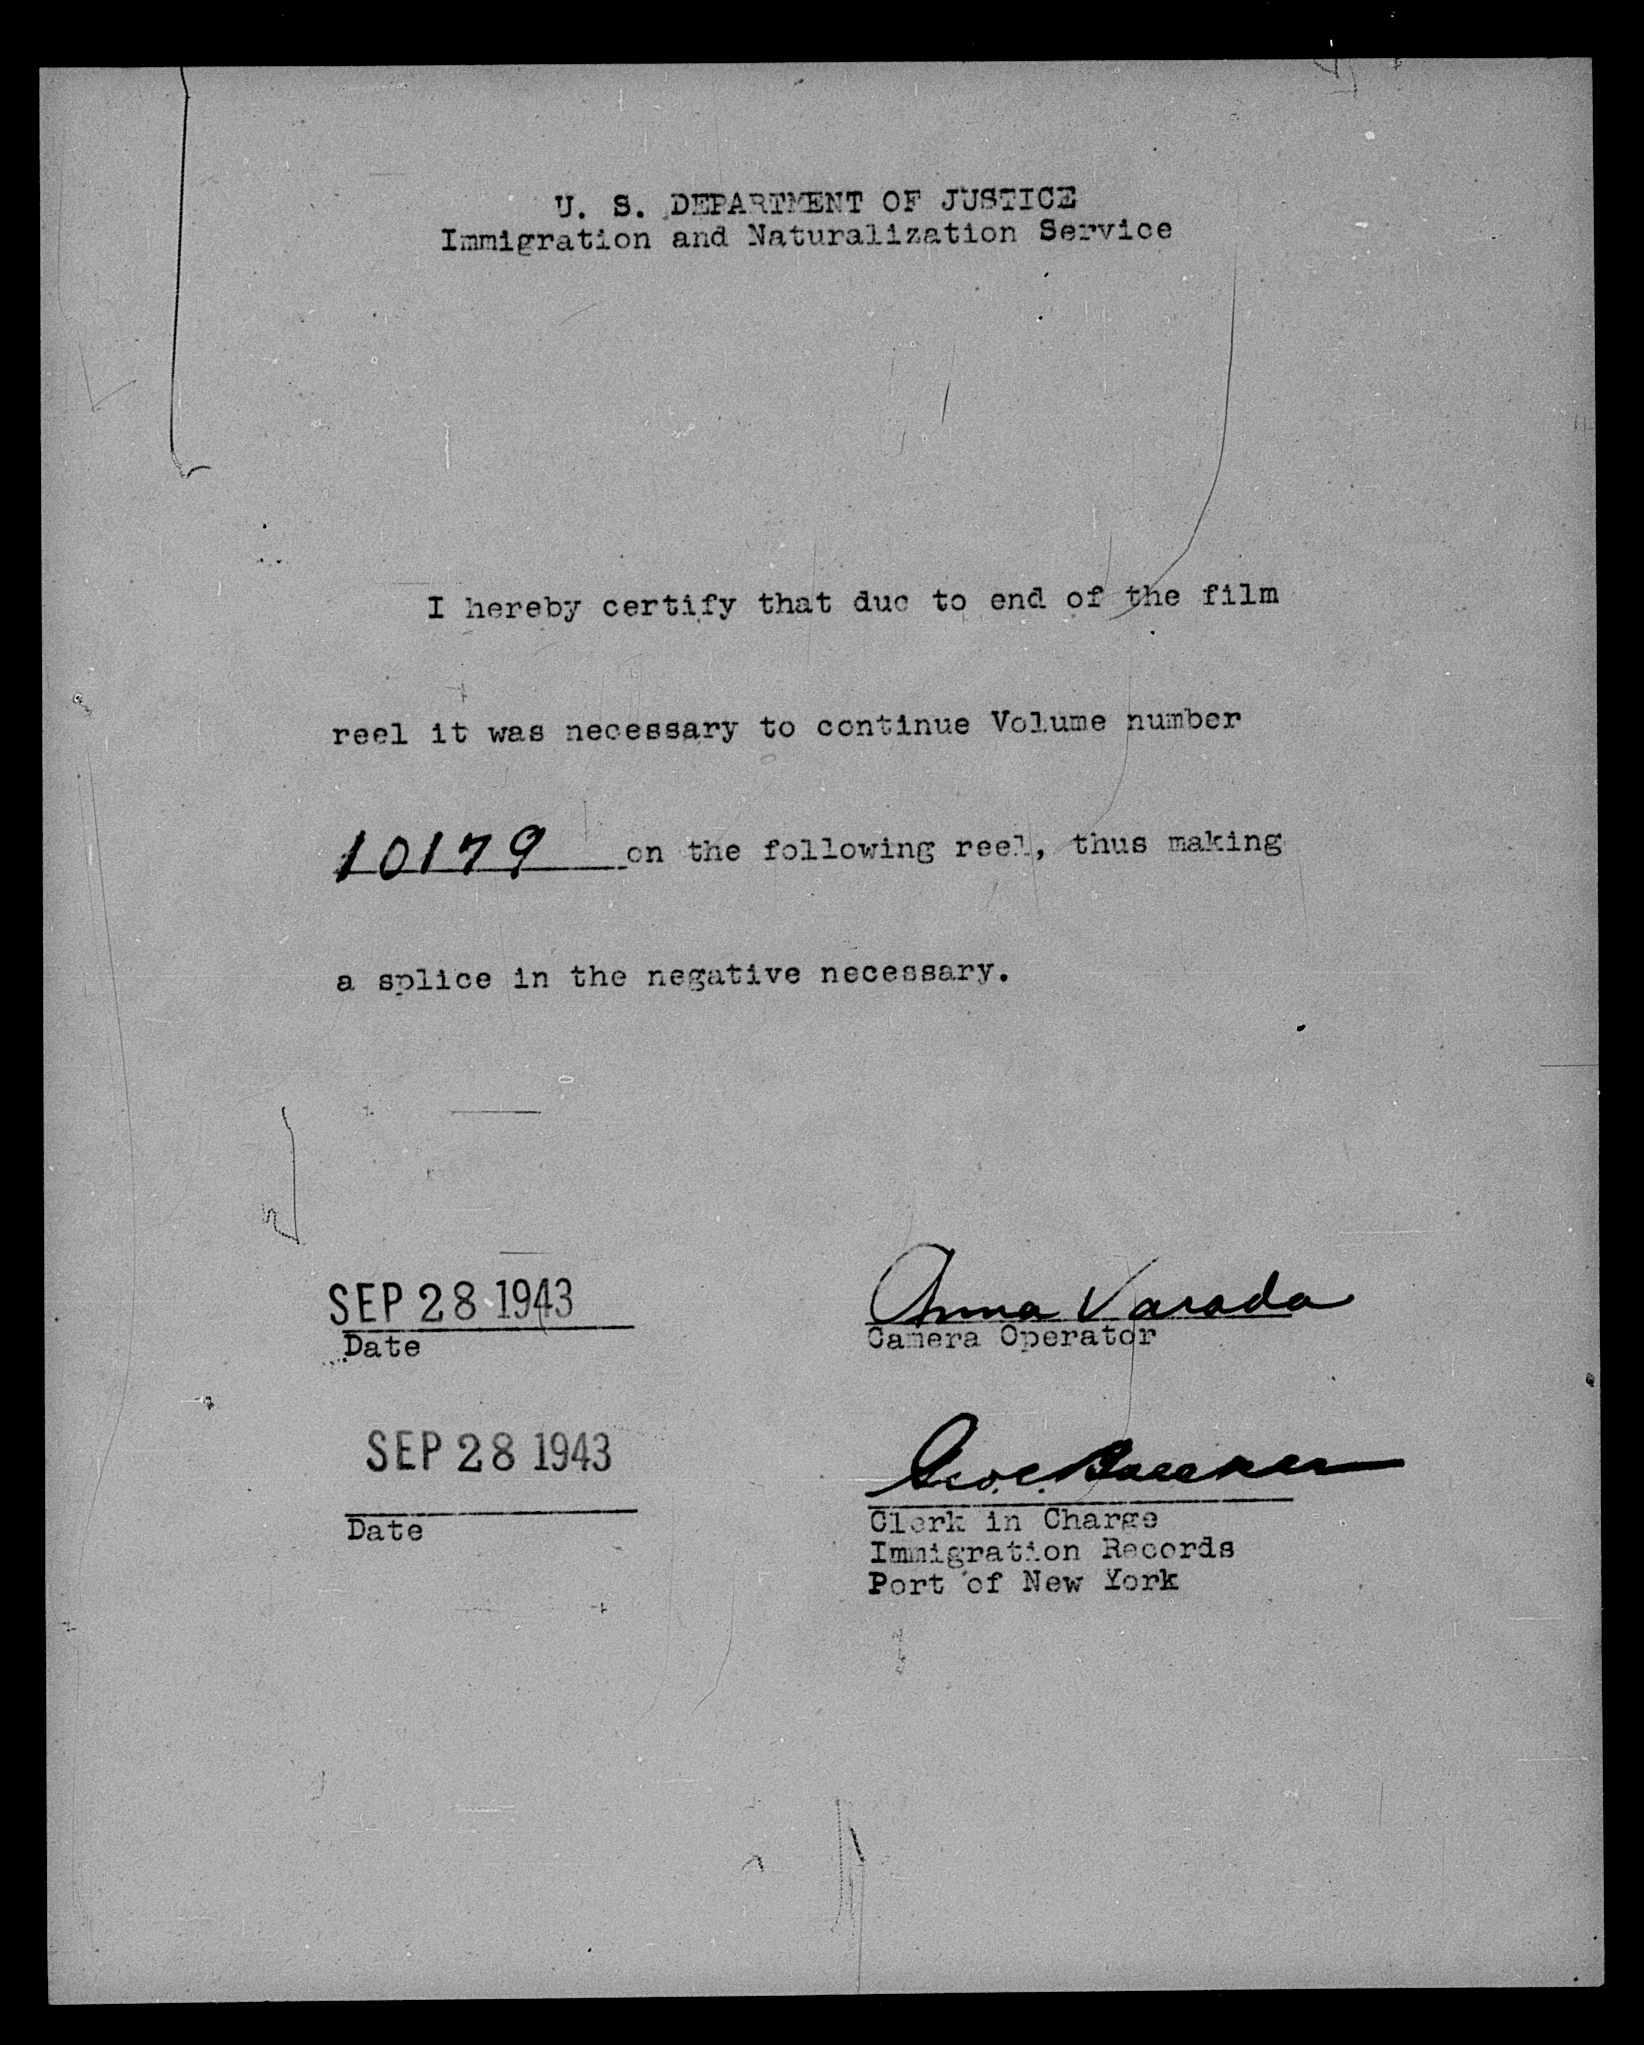 U. S. DEPARTMENT OF JUSTICE
Immigration and Naturalization Service
I hereby certify that due to end of the film
reel it was necessary to continue Volume number
10179 on the following reel, thus making
a splice in the negative necessary.
SEP 28 1943
Date
Anna Varada
Camera Operator
SEP 28 1943
Date
Geo. C.
Clerk in Charge
Immigration Records
Port of New York